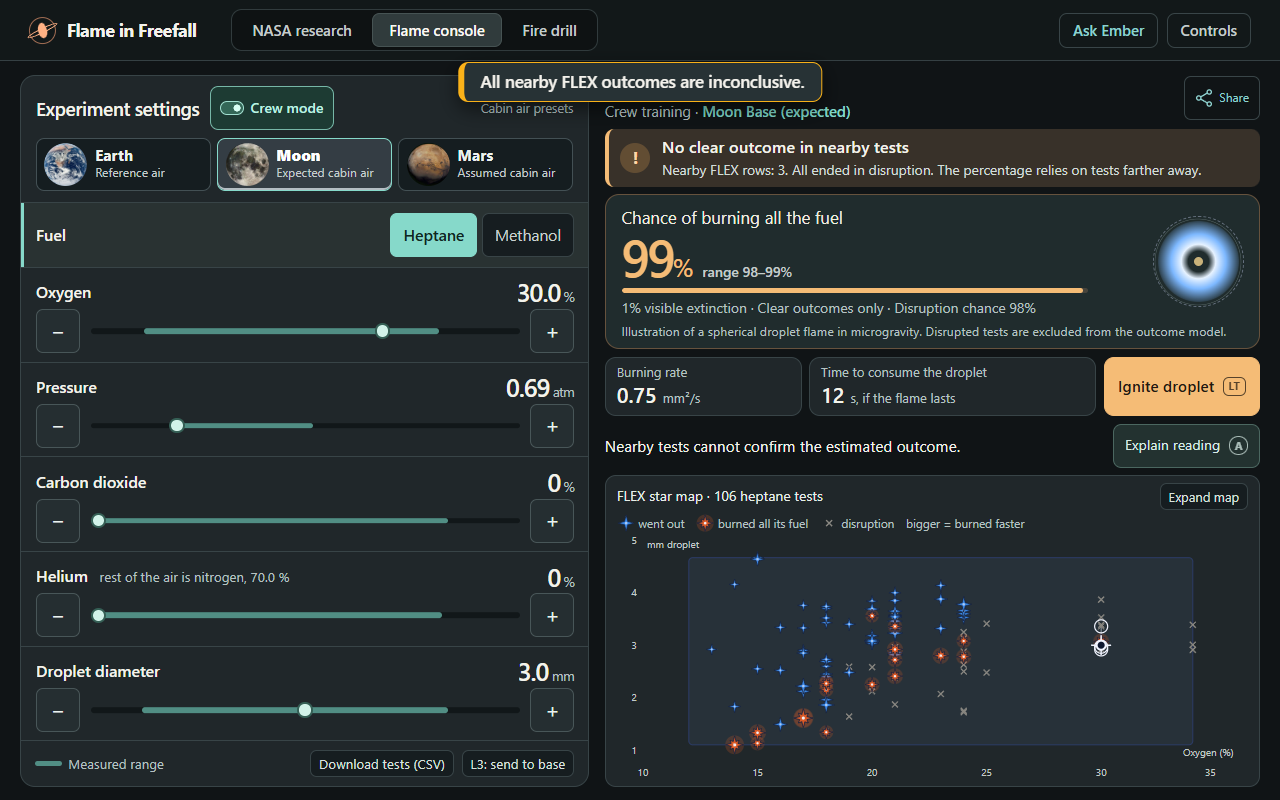 Flame in Freefall
NASA research
Flame console
Fire drill
Ask Ember
Controls
All nearby FLEX outcomes are inconclusive.
Experiment settings
Crew mode
Cabin air presets
Earth
Reference air
Moon
Expected cabin air
Mars
Assumed cabin air
Fuel
Heptane
Methanol
Oxygen
30.0 %
−
+
Pressure
0.69 atm
−
+
Carbon dioxide
0 %
−
+
Helium rest of the air is nitrogen, 70.0 %
0 %
−
+
Droplet diameter
3.0 mm
−
+
Measured range
Download tests (CSV)
L3: send to base
Crew training · Moon Base (expected)
Share
!
No clear outcome in nearby tests
Nearby FLEX rows: 3. All ended in disruption. The percentage relies on tests farther away.
Chance of burning all the fuel
99% range 98–99%
1% visible extinction · Clear outcomes only · Disruption chance 98%
Illustration of a spherical droplet flame in microgravity. Disrupted tests are excluded from the outcome model.
Burning rate
0.75 mm²/s
Time to consume the droplet
12 s, if the flame lasts
Ignite droplet LT
Nearby tests cannot confirm the estimated outcome.
Explain reading A
FLEX star map · 106 heptane tests
Expand map
went out
burned all its fuel
disruption
bigger = burned faster
5
mm droplet
4
3
2
1
Oxygen (%)
10
15
20
25
30
35